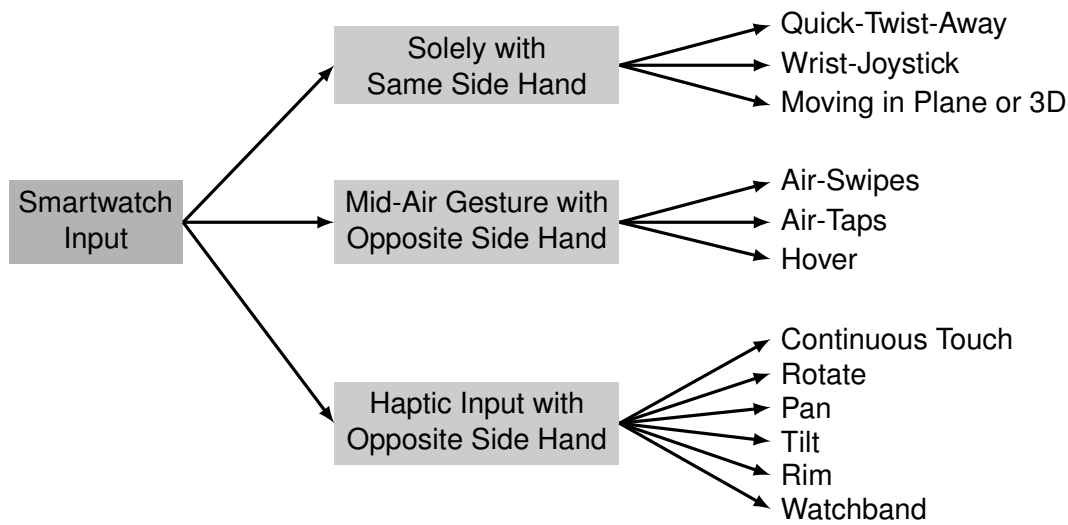 Smartwatch
Input
Solely with
Same Side Hand
Quick-Twist-Away
Wrist-Joystick
Moving in Plane or 3D
Mid-Air Gesture with
Opposite Side Hand
Air-Swipes
Air-Taps
Hover
Haptic Input with
Opposite Side Hand
Continuous Touch
Rotate
Pan
Tilt
Rim
Watchband